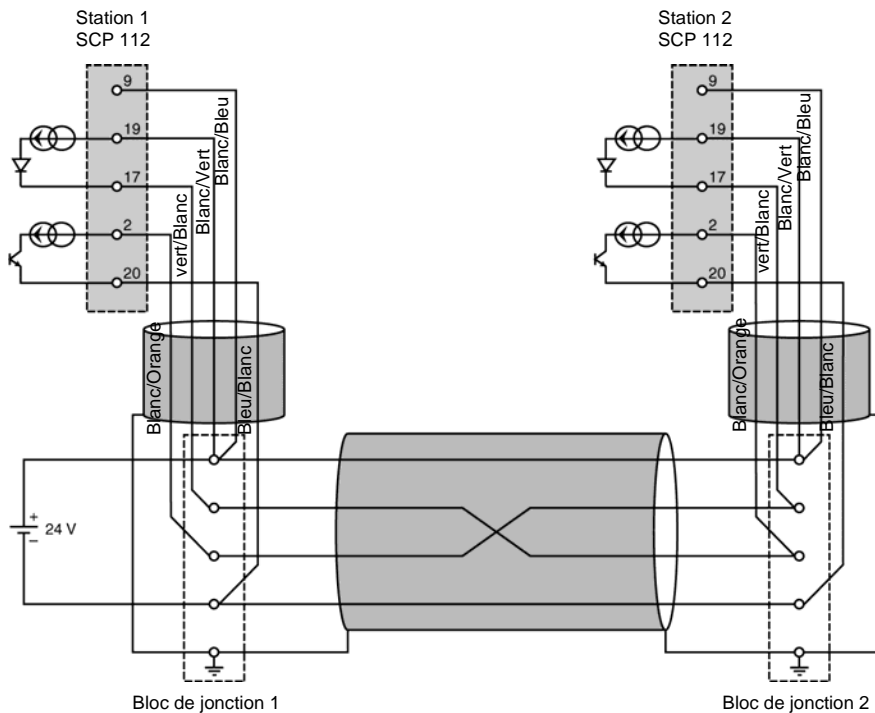 Station 1
SCP 112
9
19
17
2
20
vert/Blanc
Blanc/Vert
Blanc/Bleu
Blanc/Orange
Bleu/Blanc
Station 2
SCP 112
9
19
17
2
20
vert/Blanc
Blanc/Vert
Blanc/Bleu
Blanc/Orange
Bleu/Blanc
+
24 V
–
Bloc de jonction 1
Bloc de jonction 2